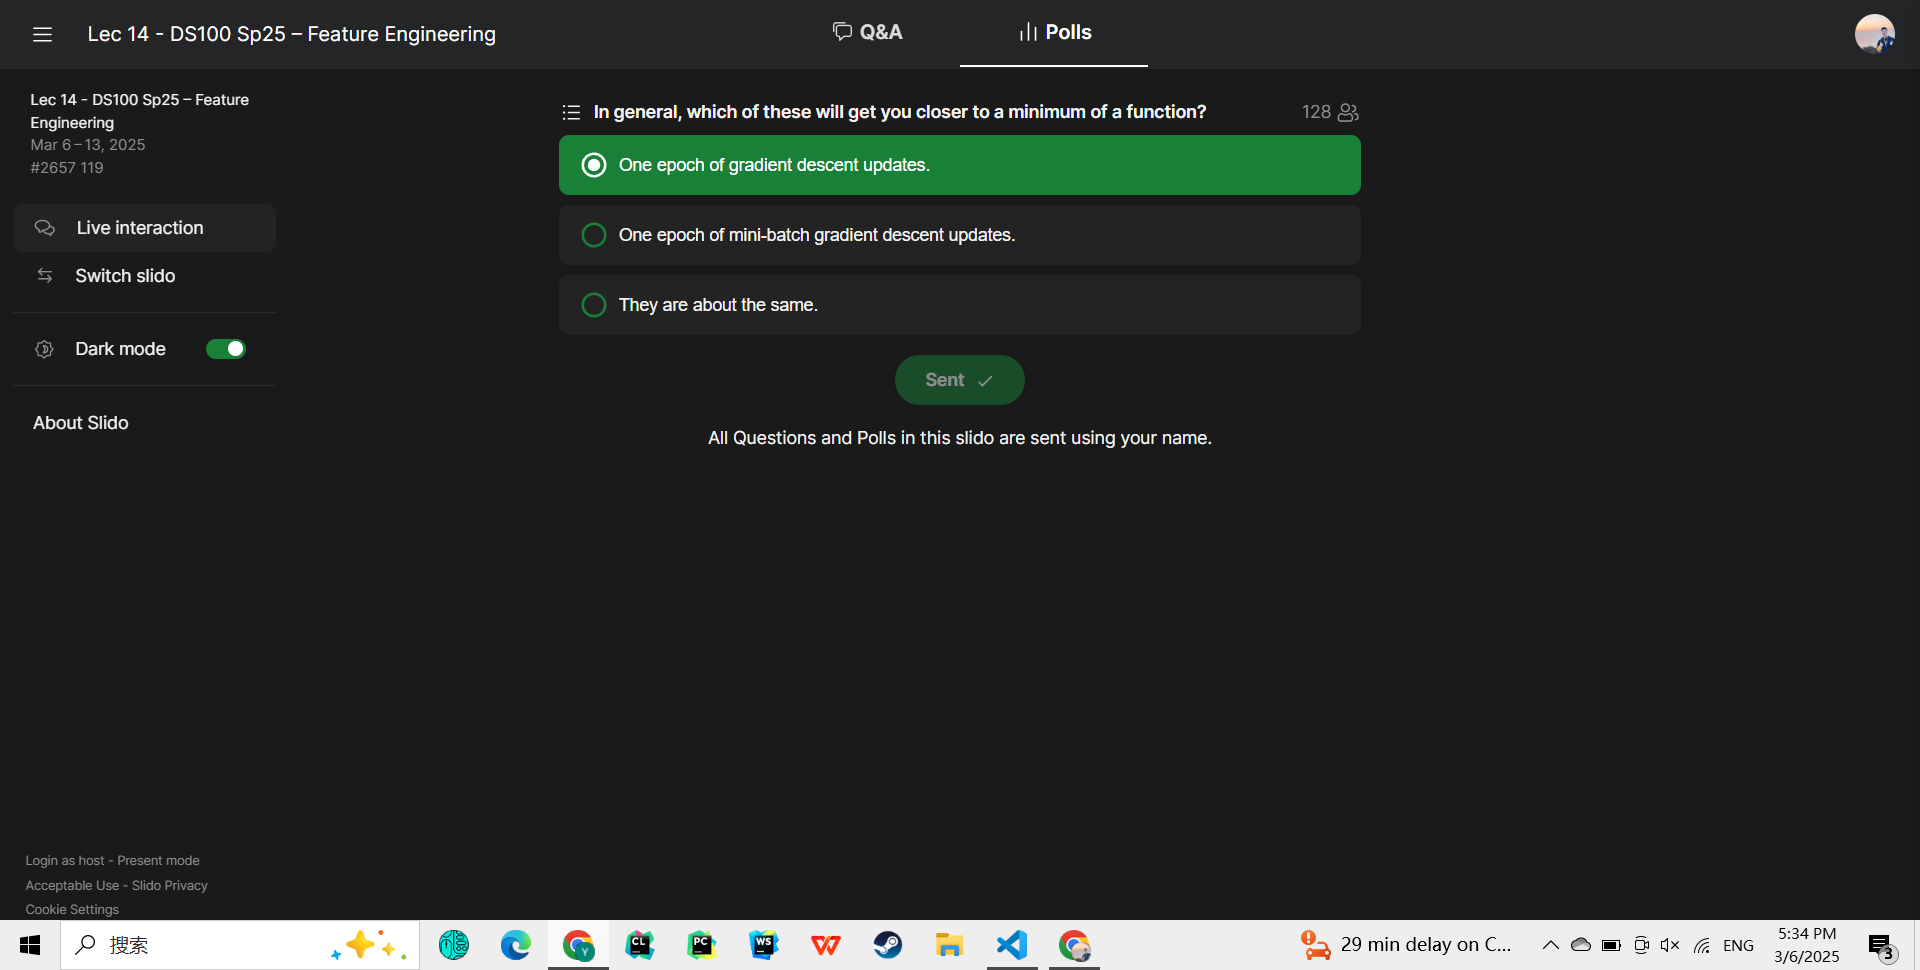 Lec 14 - DS100 Sp25 – Feature Engineering
Q&A
Polls
Lec 14 - DS100 Sp25 – Feature
Engineering
Mar 6 – 13, 2025
#2657 119
Live interaction
Switch slido
Dark mode
About Slido
In general, which of these will get you closer to a minimum of a function?
128
One epoch of gradient descent updates.
One epoch of mini-batch gradient descent updates.
They are about the same.
Sent
All Questions and Polls in this slido are sent using your name.
Login as host - Present mode
Acceptable Use - Slido Privacy
Cookie Settings
搜索
Y
CL
PC
WS
29 min delay on C...
ENG
5:34 PM
3/6/2025
3